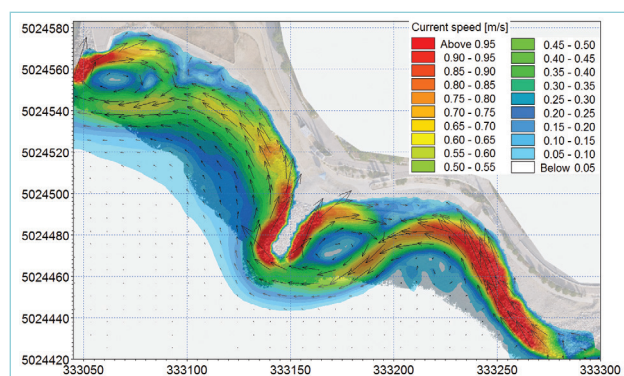 Current speed [m/s]
Above 0.95
0.90 - 0.95
0.85 - 0.90
0.80 - 0.85
0.75 - 0.80
0.70 - 0.75
0.65 - 0.70
0.60 - 0.65
0.55 - 0.60
0.50 - 0.55
0.45 - 0.50
0.40 - 0.45
0.35 - 0.40
0.30 - 0.35
0.25 - 0.30
0.20 - 0.25
0.15 - 0.20
0.10 - 0.15
0.05 - 0.10
Below 0.05
5024580
5024560
5024540
5024520
5024500
5024480
5024460
5024440
5024420
333050
333100
333150
333200
333250
333300